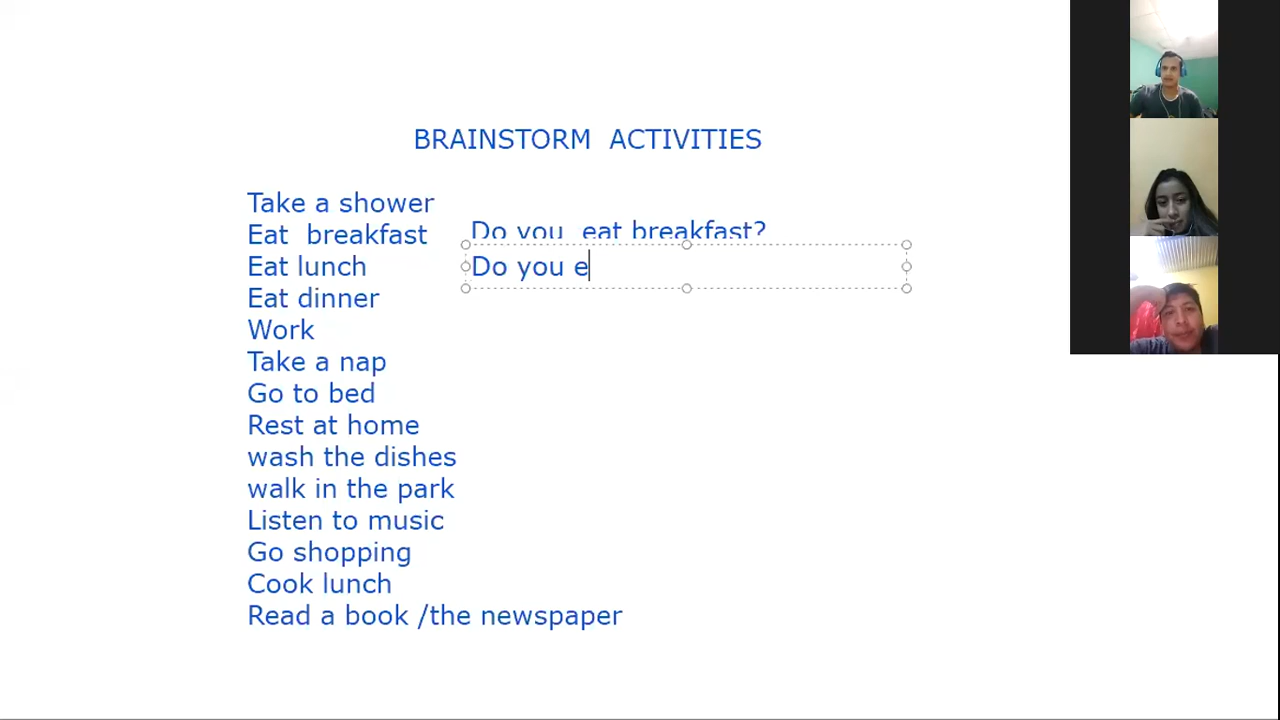 BRAINSTORM  ACTIVITIES
Take a shower
Eat  breakfast
Do you  eat breakfast?
Eat lunch
Do you e
Eat dinner
Work
Take a nap
Go to bed
Rest at home
wash the dishes
walk in the park
Listen to music
Go shopping
Cook lunch
Read a book /the newspaper